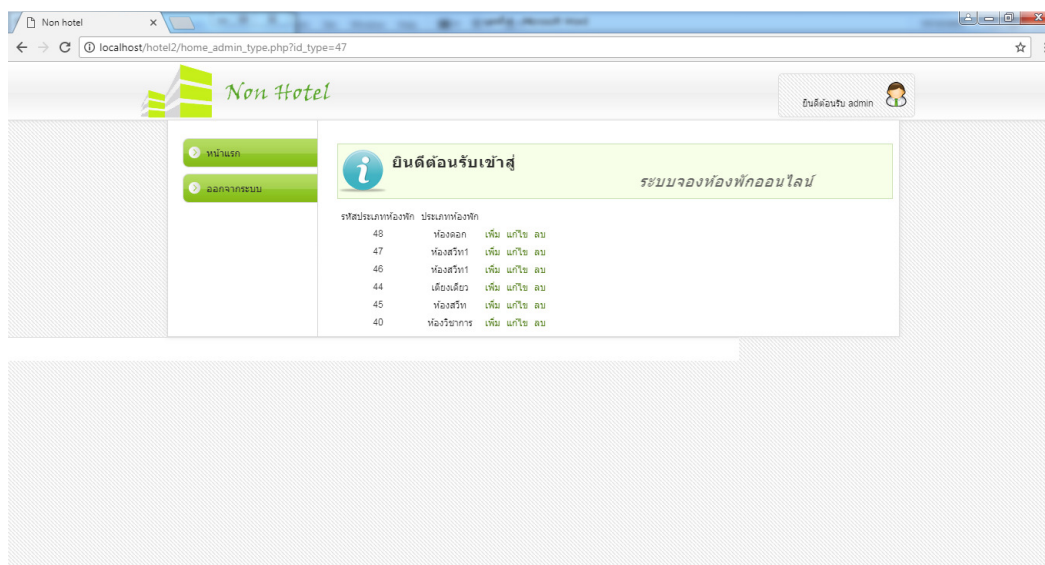 Non hotel
localhost/hotel2/home_admin_type.php?id_type=47
Non Hotel
ยินดีต้อนรับ admin
หน้าแรก
ออกจากระบบ
ยินดีต้อนรับเข้าสู่
ระบบจองห้องพักออนไลน์
รหัสประเภทห้องพัก ประเภทห้องพัก
48 ห้องดอก เพิ่ม แก้ไข ลบ
47 ห้องสวีท1 เพิ่ม แก้ไข ลบ
46 ห้องสวีท1 เพิ่ม แก้ไข ลบ
44 เตียงเดียว เพิ่ม แก้ไข ลบ
45 ห้องสวีท เพิ่ม แก้ไข ลบ
40 ห้องวิชาการ เพิ่ม แก้ไข ลบ